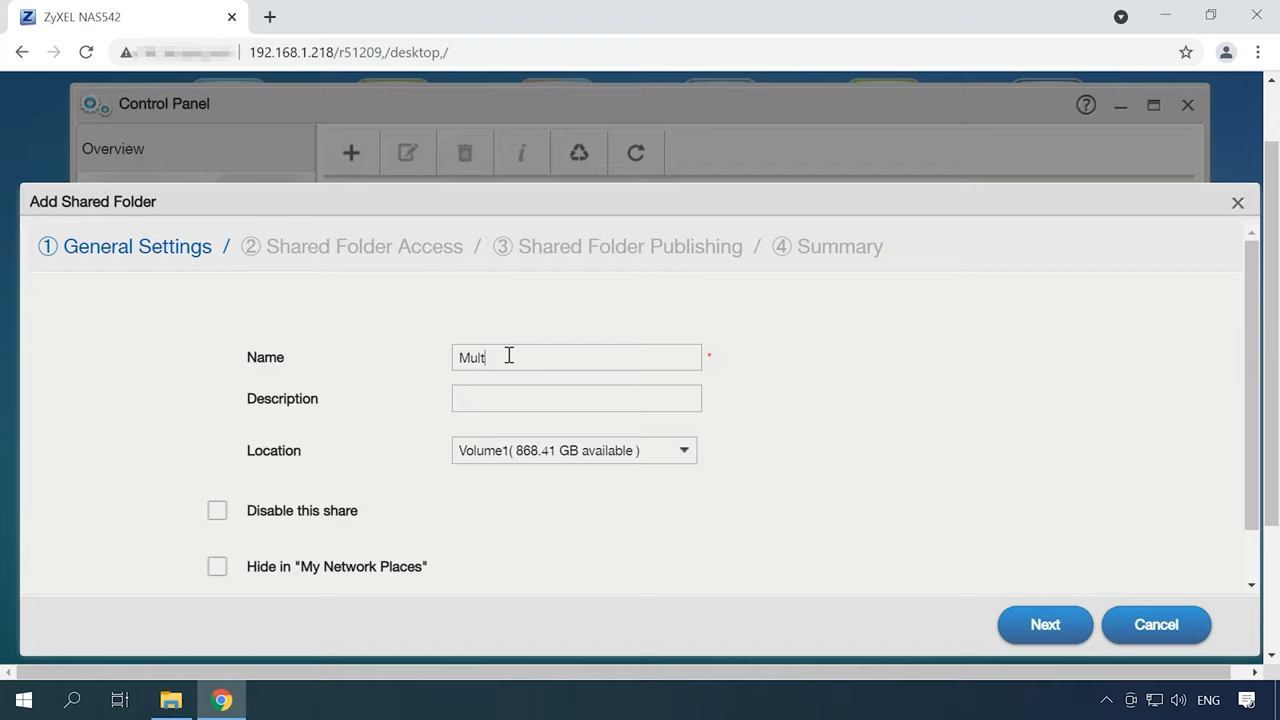 ZyXEL NAS542
192.168.1.218/r51209,/desktop,/
Control Panel
Overview
Add Shared Folder
① General Settings / ② Shared Folder Access / ③ Shared Folder Publishing / ④ Summary
Name Mult *
Description
Location Volume1( 868.41 GB available )
Disable this share
Hide in "My Network Places"
Next Cancel
ENG